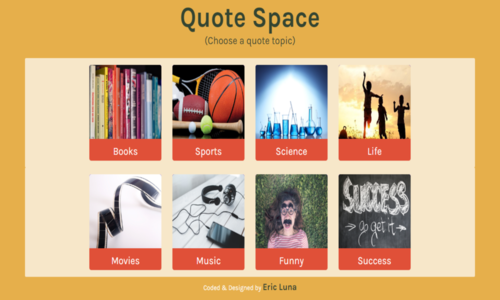 Quote Space
(Choose a quote topic)
Books
Sports
Science
Life
SUCCESS
go get it
Movies
Music
Funny
Success
Coded & Designed by Eric Luna